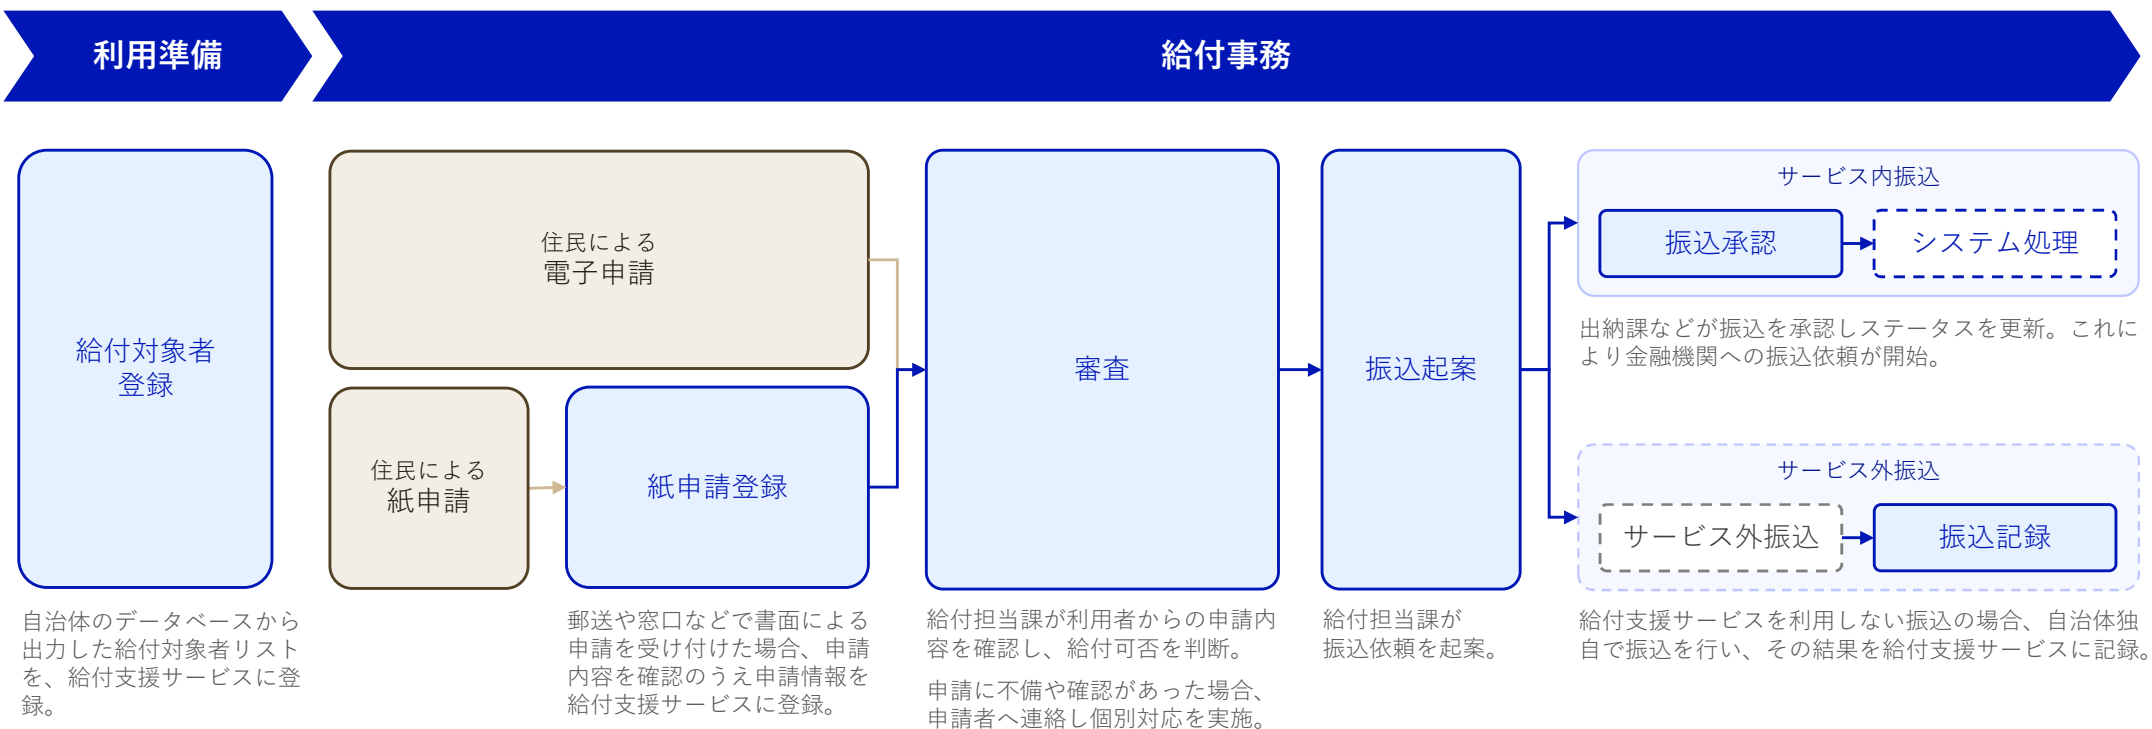 利用準備
給付事務
給付対象者
登録
自治体のデータベースから
出力した給付対象者リスト
を、給付支援サービスに登
録。
住民による
電子申請
住民による
紙申請
紙申請登録
郵送や窓口などで書面による
申請を受け付けた場合、申請
内容を確認のうえ申請情報を
給付支援サービスに登録。
審査
給付担当課が利用者からの申請内
容を確認し、給付可否を判断。
申請に不備や確認があった場合、
申請者へ連絡し個別対応を実施。
振込起案
給付担当課が
振込依頼を起案。
サービス内振込
振込承認
システム処理
出納課などが振込を承認しステータスを更新。これに
より金融機関への振込依頼が開始。
サービス外振込
サービス外振込
振込記録
給付支援サービスを利用しない振込の場合、自治体独
自で振込を行い、その結果を給付支援サービスに記録。